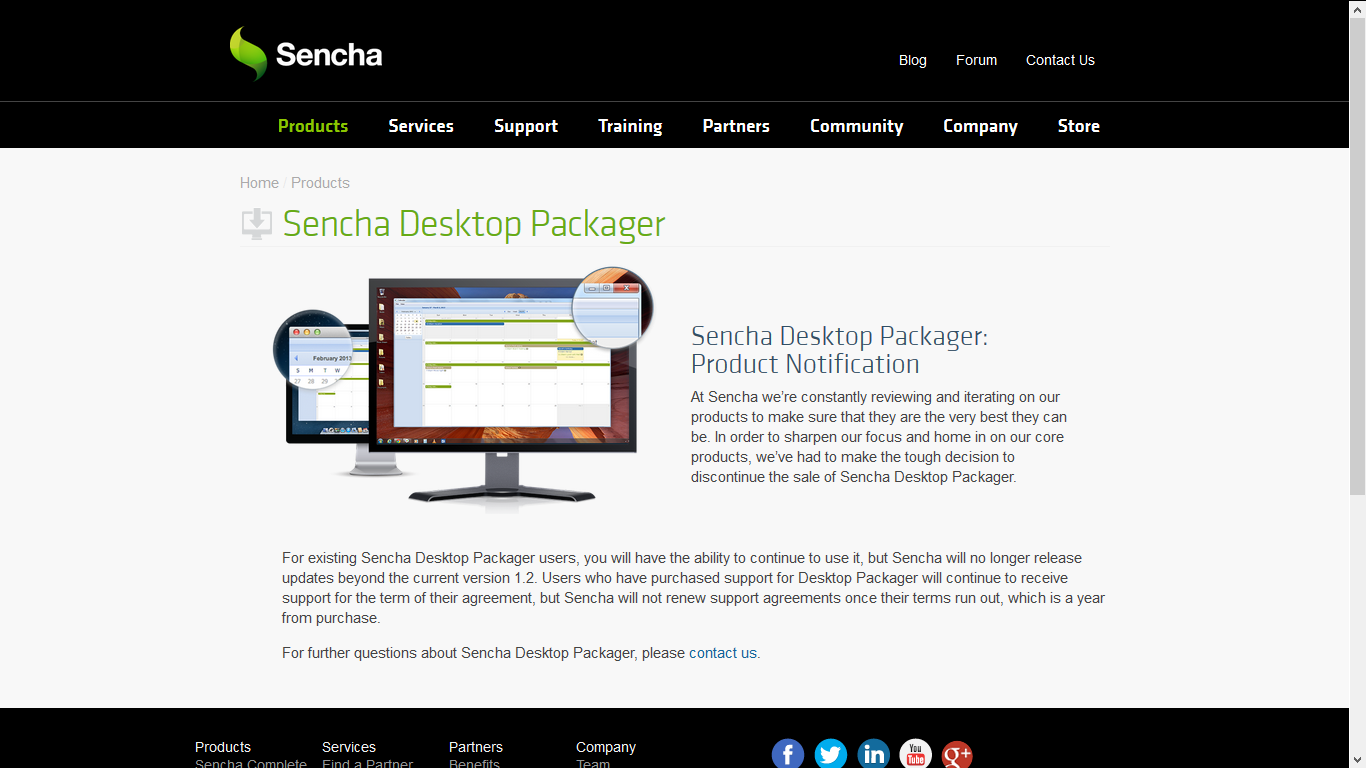 Sencha
Blog Forum Contact Us
Products Services Support Training Partners Community Company Store
Home / Products
Sencha Desktop Packager
February 2013
S M T W
27 28 29 30
Sencha Desktop Packager:
Product Notification
At Sencha we’re constantly reviewing and iterating on our
products to make sure that they are the very best they can
be. In order to sharpen our focus and home in on our core
products, we’ve had to make the tough decision to
discontinue the sale of Sencha Desktop Packager.
For existing Sencha Desktop Packager users, you will have the ability to continue to use it, but Sencha will no longer release
updates beyond the current version 1.2. Users who have purchased support for Desktop Packager will continue to receive
support for the term of their agreement, but Sencha will not renew support agreements once their terms run out, which is a year
from purchase.
For further questions about Sencha Desktop Packager, please contact us.
Products Services Partners Company
Sencha Complete Find a Partner Benefits Team
f in You Tube g+